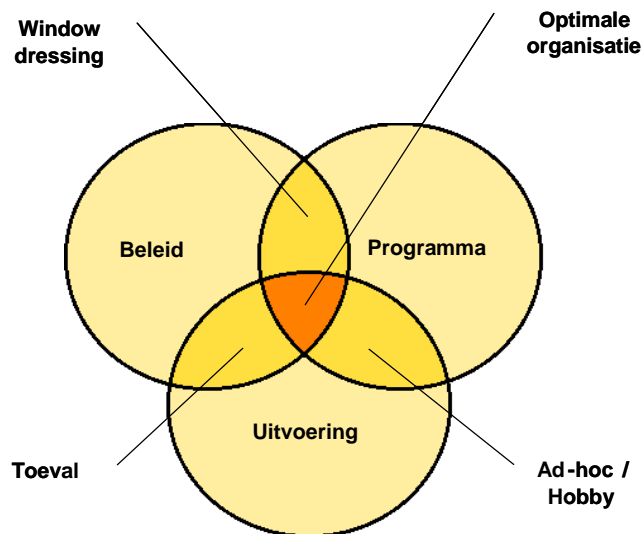 Window
dressing
Optimale
organisatie
Beleid
Programma
Uitvoering
Toeval
Ad-hoc /
Hobby